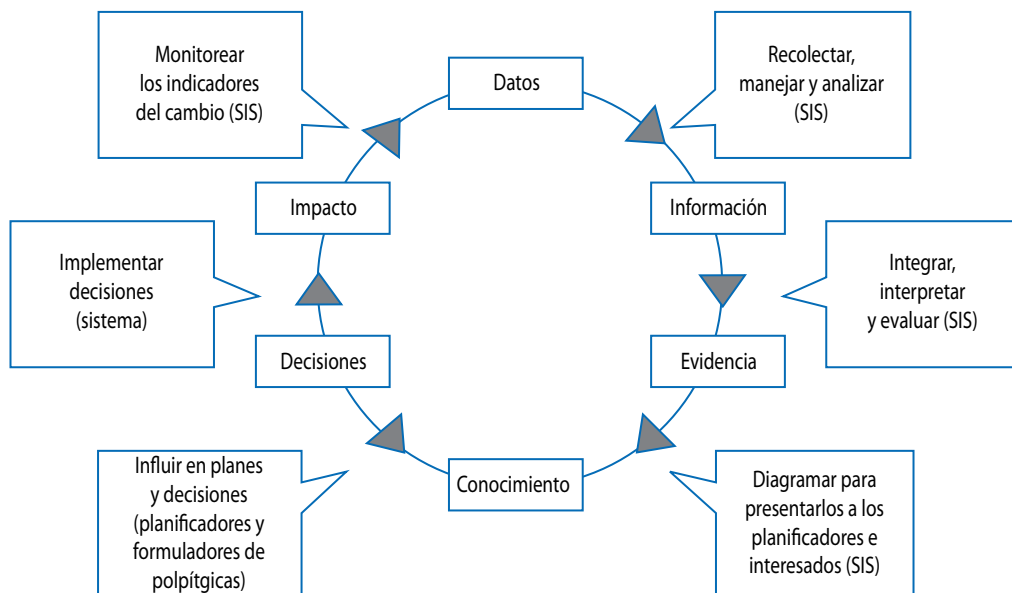 Datos
Recolectar,
manejar y analizar
(SIS)
Información
Integrar,
interpretar
y evaluar (SIS)
Evidencia
Diagramar para
presentarlos a los
planificadores e
interesados (SIS)
Conocimiento
Influir en planes
y decisiones
(planificadores y
formuladores de
polpítgicas)
Decisiones
Implementar
decisiones
(sistema)
Impacto
Monitorear
los indicadores
del cambio (SIS)